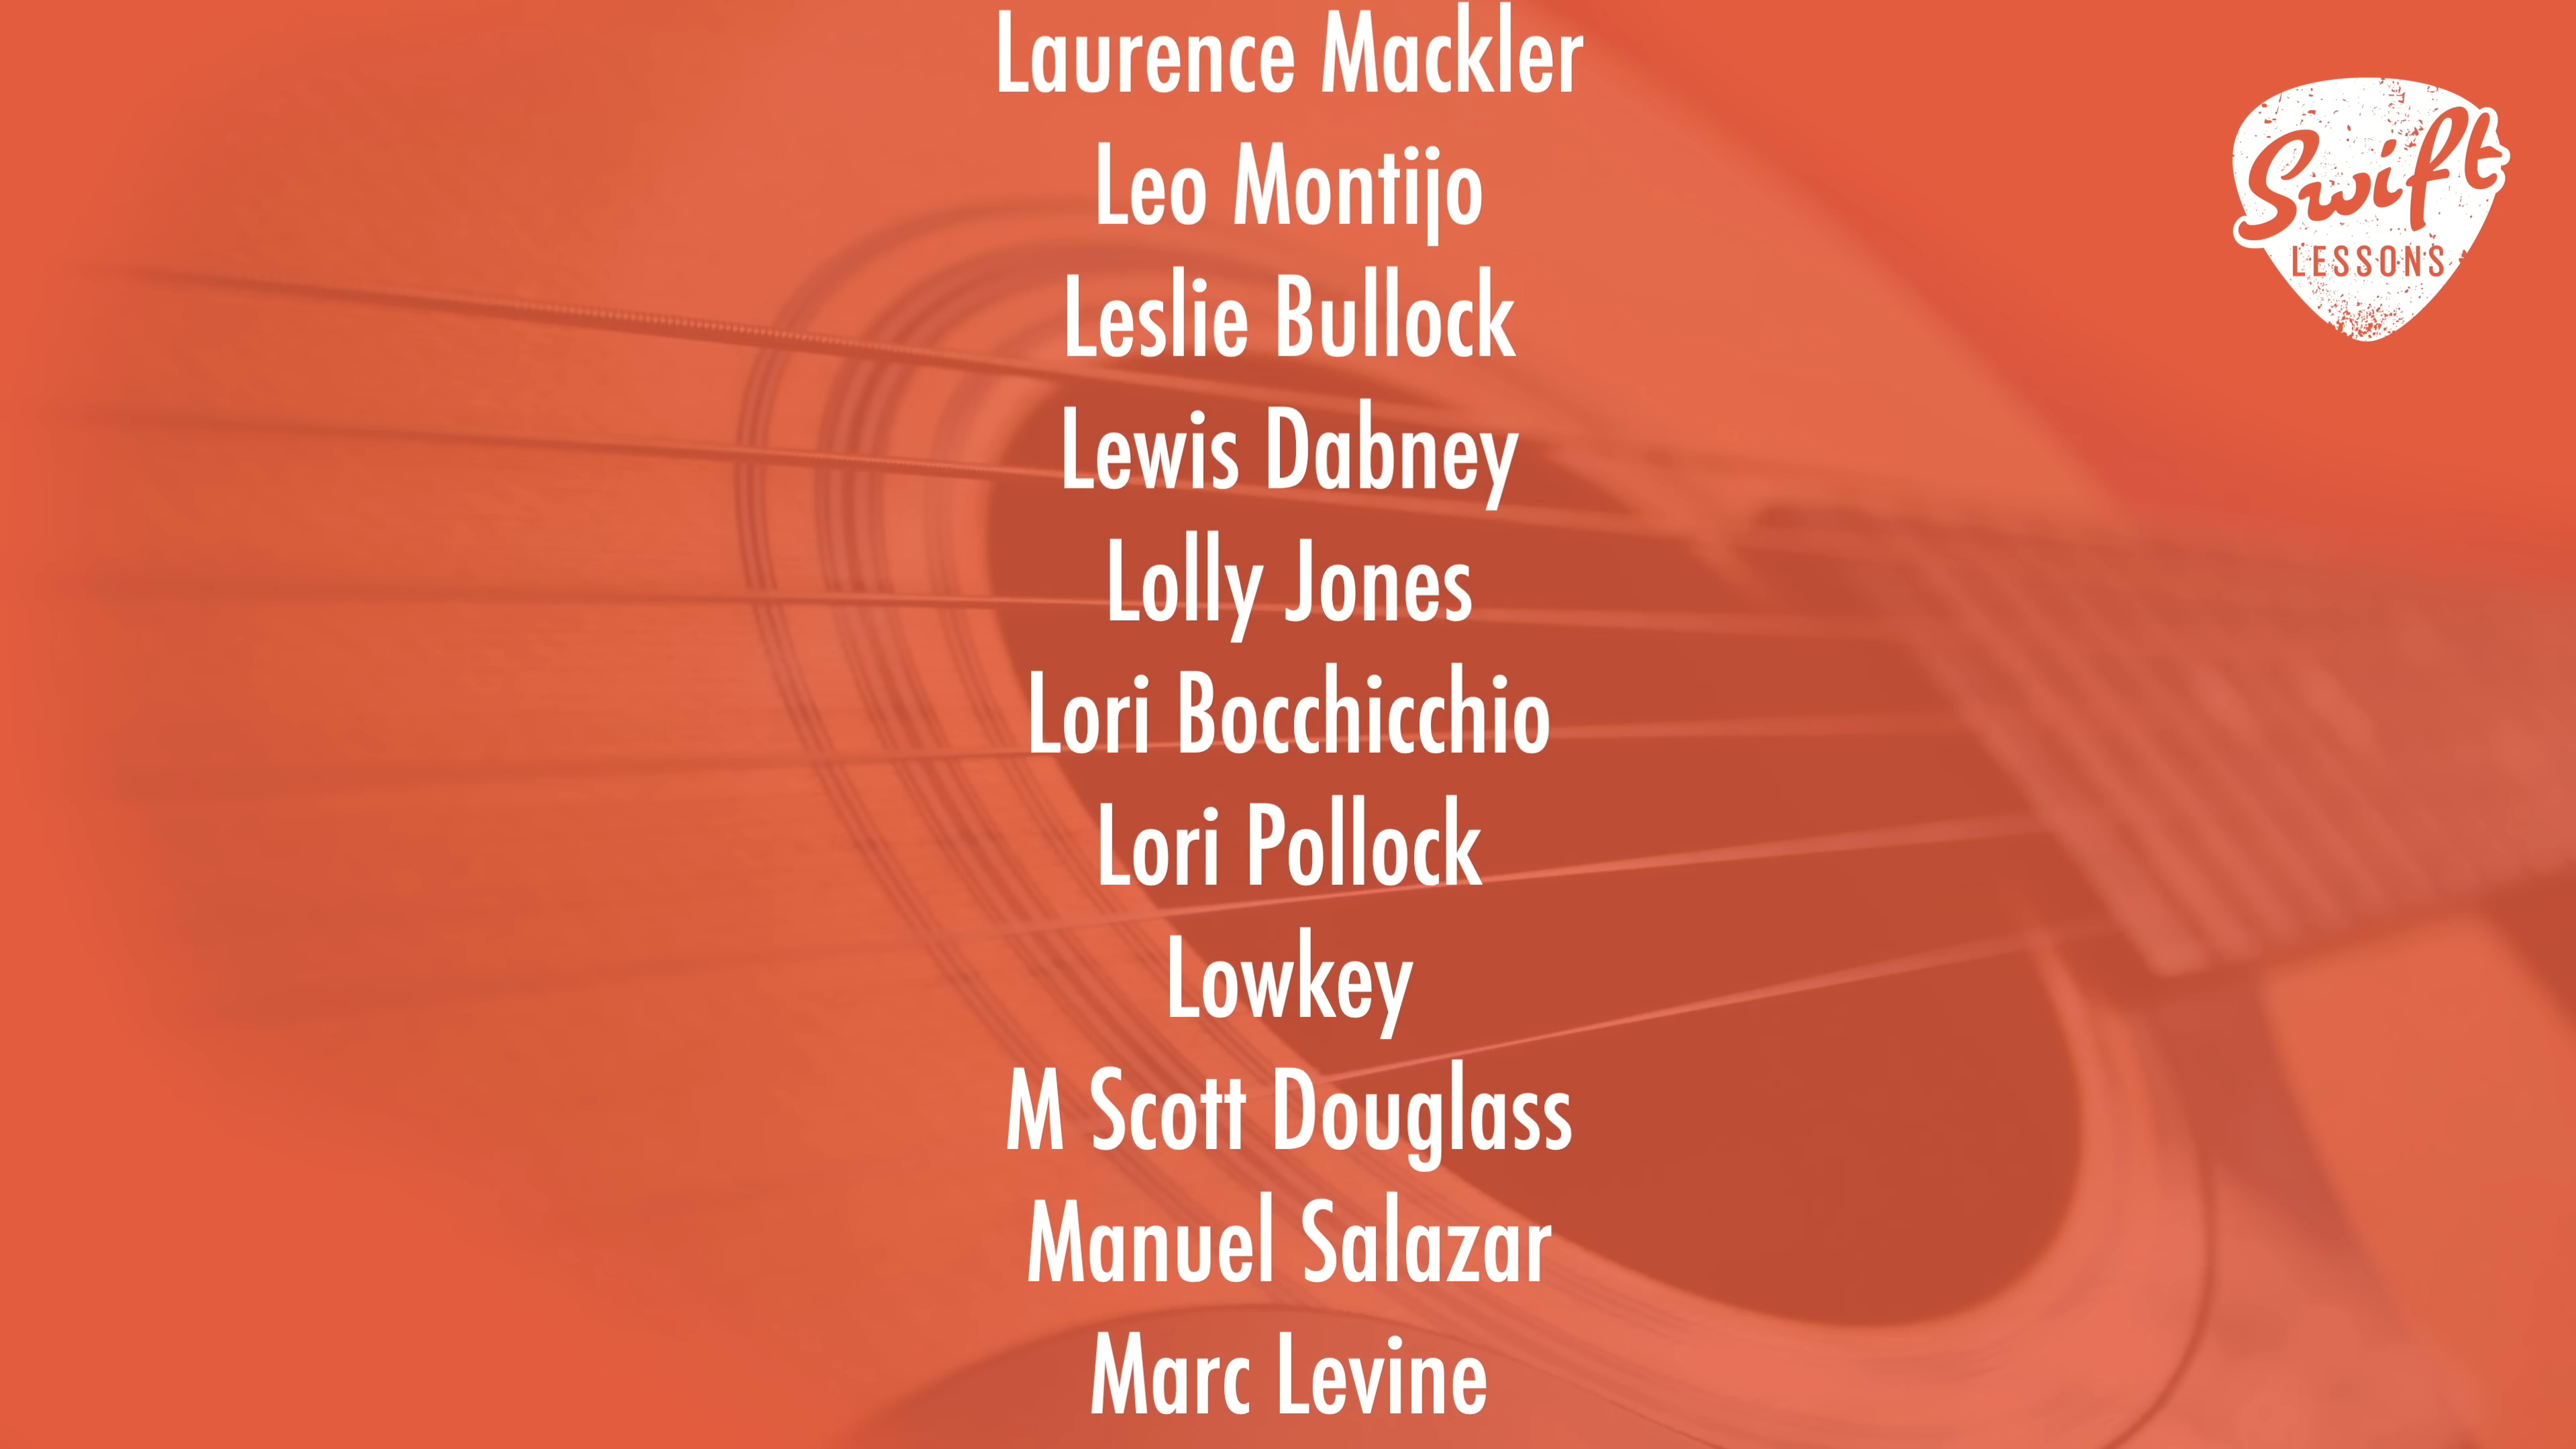 Laurence Mackler
Leo Montijo
Leslie Bullock
Lewis Dabney
Lolly Jones
Lori Bocchicchio
Lori Pollock
Lowkey
M Scott Douglass
Manuel Salazar
Marc Levine
Swift
LESSONS